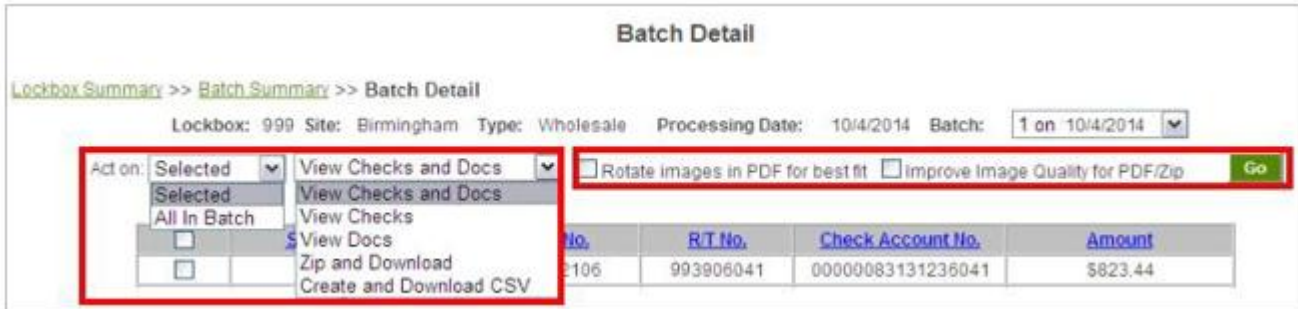 Batch Detail
Lockbox Summary >> Batch Summary >> Batch Detail
Lockbox: 999 Site: Birmingham Type: Wholesale Processing Date: 10/4/2014 Batch: 1 on 10/4/2014
Act on: Selected View Checks and Docs Rotate images in PDF for best fit Improve Image Quality for PDF/Zip Go
Selected View Checks and Docs
All In Batch View Checks
S View Docs No. R/T No. Check Account No. Amount
Zip and Download 2106 993906041 00000083131236041 $823.44
Create and Download CSV